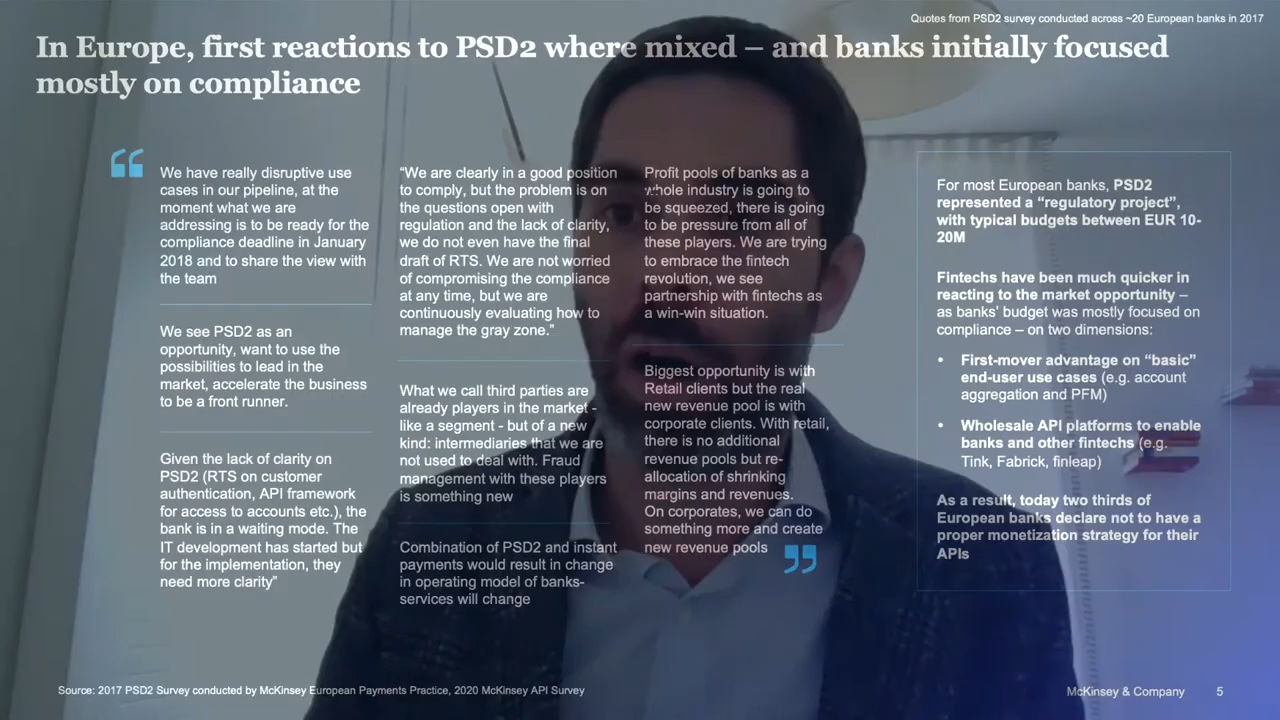 Quotes from PSD2 survey conducted across ~20 European banks in 2017
In Europe, first reactions to PSD2 where mixed – and banks initially focused
mostly on compliance
We have really disruptive use
cases in our pipeline, at the
moment what we are
addressing is to be ready for the
compliance deadline in January
2018 and to share the view with
the team
We see PSD2 as an
opportunity, want to use the
possibilities to lead in the
market, accelerate the business
to be a front runner.
Given the lack of clarity on
PSD2 (RTS on customer
authentication, API framework
for access to accounts etc.), the
bank is in a waiting mode. The
IT development has started but
for the implementation, they
need more clarity”
“We are clearly in a good position
to comply, but the problem is on
the questions open with
regulation and the lack of clarity,
we do not even have the final
draft of RTS. We are not worried
of compromising the compliance
at any time, but we are
continuously evaluating how to
manage the gray zone.”
What we call third parties are
already players in the market -
like a segment - but of a new
kind: intermediaries that we are
not used to deal with. Fraud
management with these players
is something new
Combination of PSD2 and instant
payments would result in change
in operating model of banks-
services will change
Profit pools of banks as a
whole industry is going to
be squeezed, there is going
to be pressure from all of
these players. We are trying
to embrace the fintech
revolution, we see
partnership with fintechs as
a win-win situation.
Biggest opportunity is with
Retail clients but the real
new revenue pool is with
corporate clients. With retail,
there is no additional
revenue pools but re-
allocation of shrinking
margins and revenues.
On corporates, we can do
something more and create
new revenue pools
For most European banks, PSD2
represented a “regulatory project”,
with typical budgets between EUR 10-
20M
Fintechs have been much quicker in
reacting to the market opportunity –
as banks’ budget was mostly focused on
compliance – on two dimensions:
• First-mover advantage on “basic”
end-user use cases (e.g. account
aggregation and PFM)
• Wholesale API platforms to enable
banks and other fintechs (e.g.
Tink, Fabrick, finleap)
As a result, today two thirds of
European banks declare not to have a
proper monetization strategy for their
APIs
Source: 2017 PSD2 Survey conducted by McKinsey European Payments Practice, 2020 McKinsey API Survey
McKinsey & Company 5